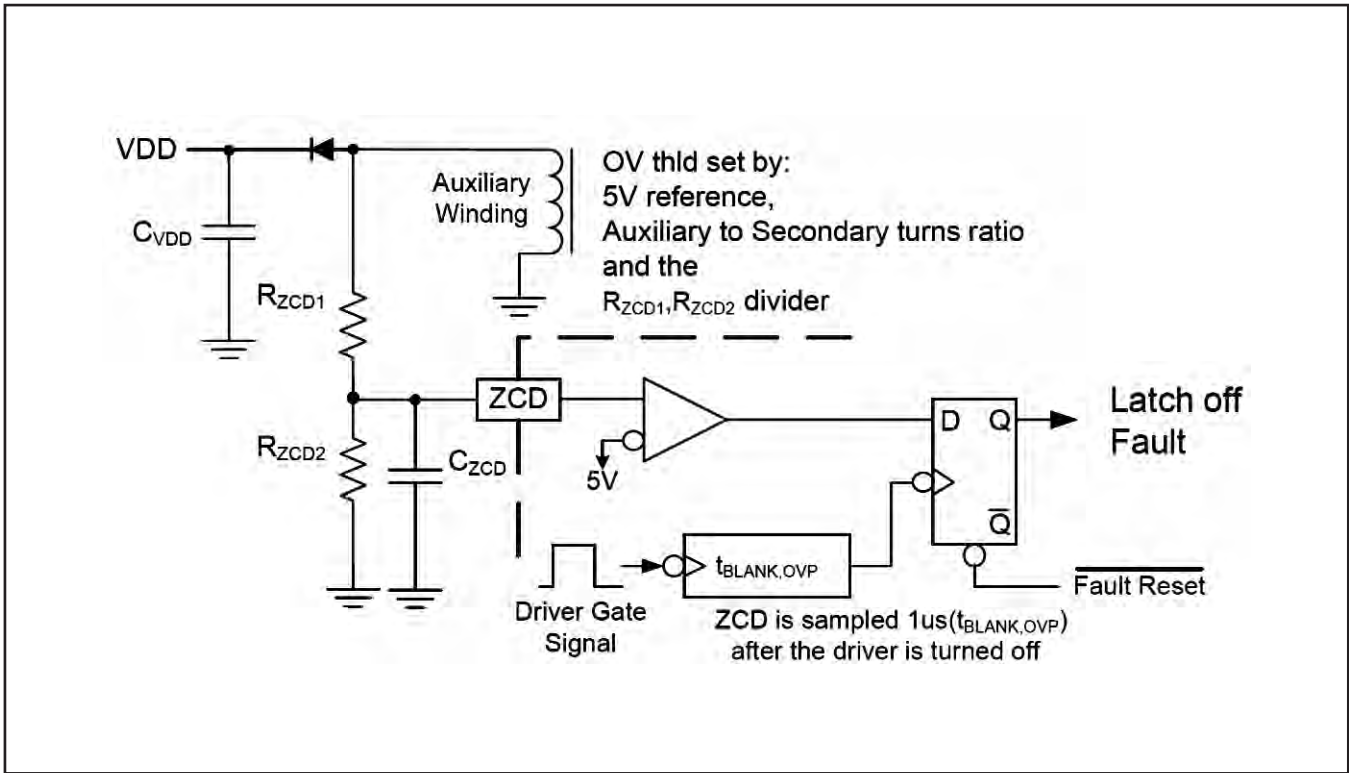 VDD
Auxiliary
Winding
OV thld set by:
5V reference,
Auxiliary to Secondary turns ratio
and the
RZCD1,RZCD2 divider
CVDD
RZCD1
ZCD
RZCD2
CZCD
5V
D Q
Q̅
Latch off
Fault
tBLANK,OVP
Driver Gate
Signal
Fault Reset
ZCD is sampled 1us(tBLANK,OVP)
after the driver is turned off